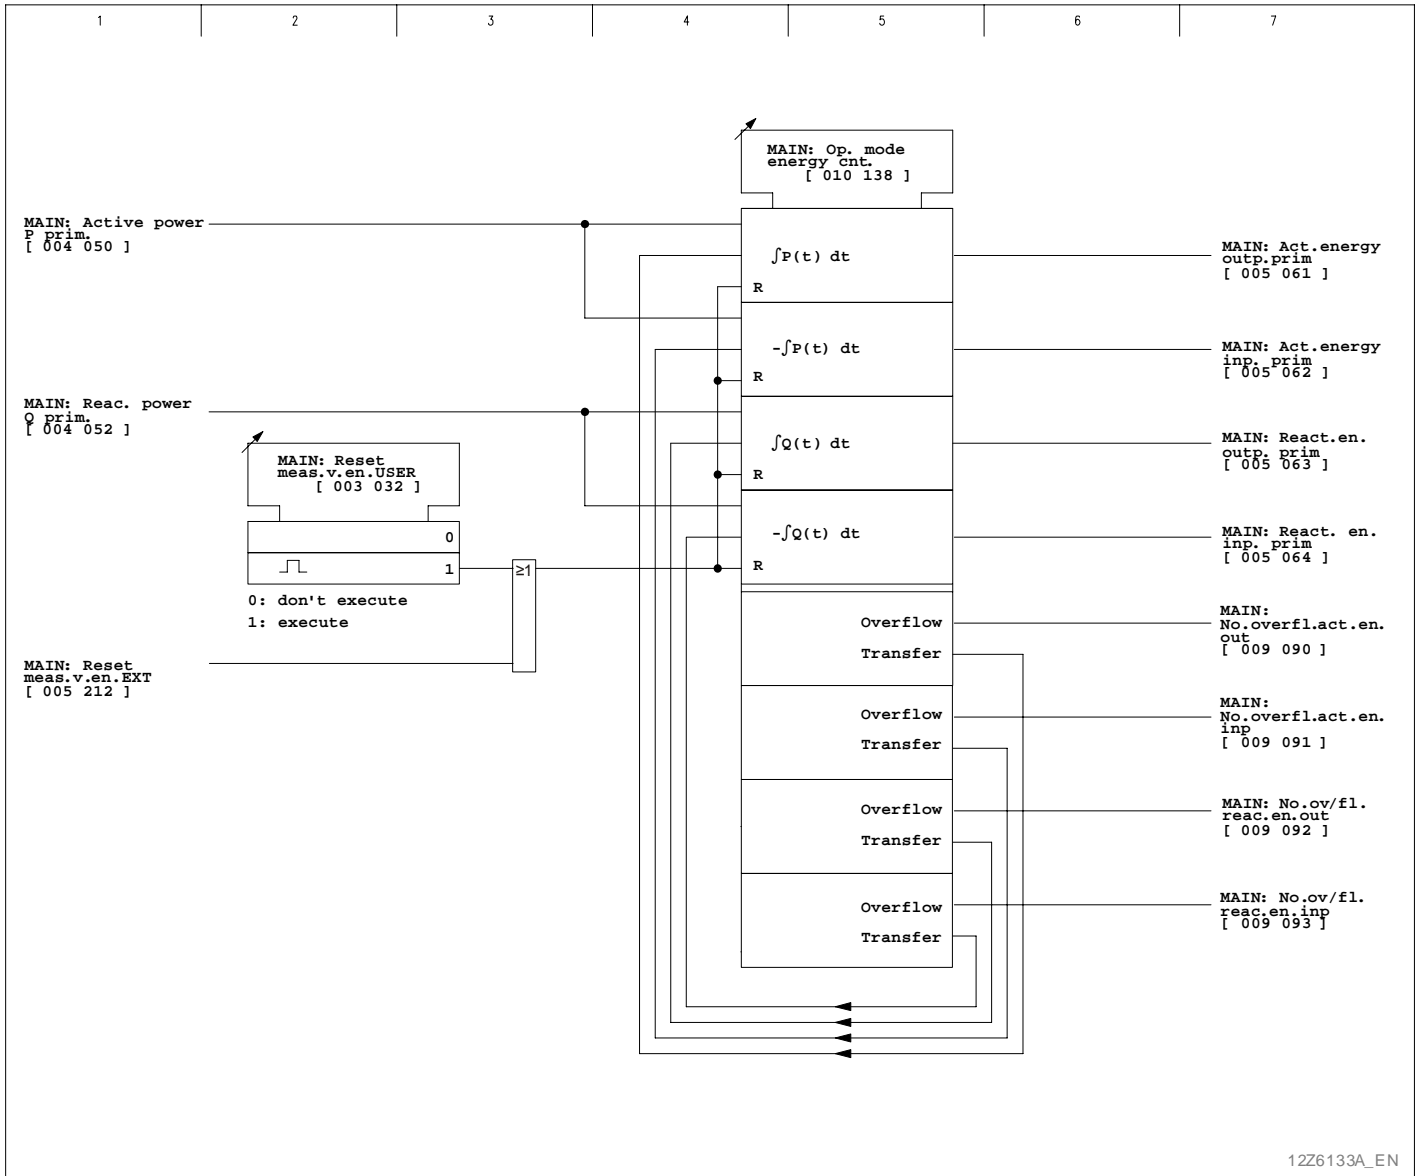 1 2 3 4 5 6 7
MAIN: Op. mode
energy cnt.
[ 010 138 ]
MAIN: Active power
P prim.
[ 004 050 ]
∫P(t) dt
R
MAIN: Act.energy
outp.prim
[ 005 061 ]
-∫P(t) dt
R
MAIN: Act.energy
inp. prim
[ 005 062 ]
MAIN: Reac. power
Q prim.
[ 004 052 ]
∫Q(t) dt
R
MAIN: React.en.
outp. prim
[ 005 063 ]
MAIN: Reset
meas.v.en.USER
[ 003 032 ]
0
1
0: don't execute
1: execute
≥1
-∫Q(t) dt
R
MAIN: React. en.
inp. prim
[ 005 064 ]
MAIN: Reset
meas.v.en.EXT
[ 005 212 ]
Overflow
Transfer
MAIN:
No.overfl.act.en.
out
[ 009 090 ]
Overflow
Transfer
MAIN:
No.overfl.act.en.
inp
[ 009 091 ]
Overflow
Transfer
MAIN: No.ov/fl.
reac.en.out
[ 009 092 ]
Overflow
Transfer
MAIN: No.ov/fl.
reac.en.inp
[ 009 093 ]
12Z6133A_EN